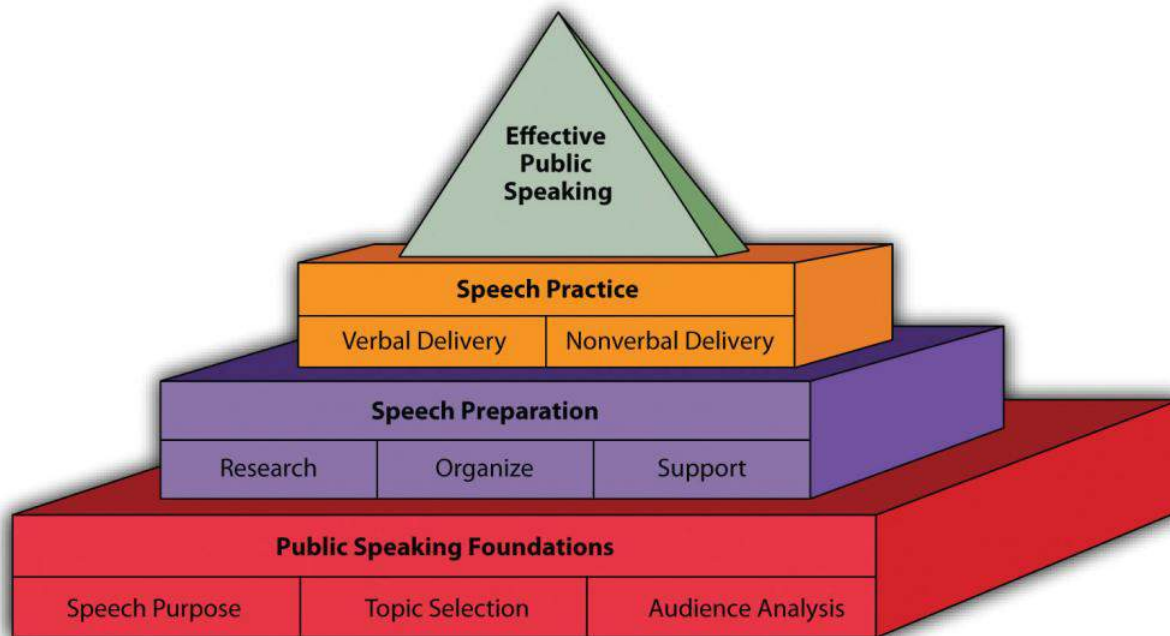 Effective
Public
Speaking
Speech Practice
Verbal Delivery
Nonverbal Delivery
Speech Preparation
Research
Organize
Support
Public Speaking Foundations
Speech Purpose
Topic Selection
Audience Analysis